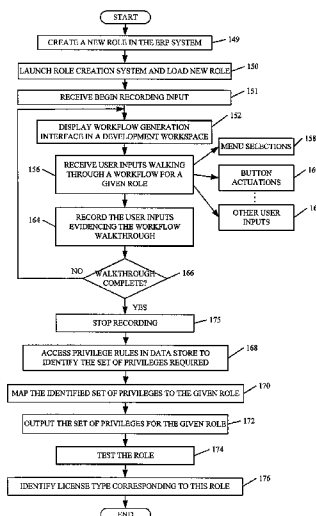 START
CREATE A NEW ROLE IN THE ERP SYSTEM
149
LAUNCH ROLE CREATION SYSTEM AND LOAD NEW ROLE
150
RECEIVE BEGIN RECORDING INPUT
151
152
DISPLAY WORKFLOW GENERATION
INTERFACE IN A DEVELOPMENT WORKSPACE
158
MENU SELECTIONS
156
RECEIVE USER INPUTS WALKING
THROUGH A WORKFLOW FOR A
GIVEN ROLE
16
BUTTON
ACTUATIONS
164
RECORD THE USER INPUTS
EVIDENCING THE WORKFLOW
WALKTHROUGH
16
OTHER USER
INPUTS
NO
WALKTHROUGH
COMPLETE?
166
YES
STOP RECORDING
175
168
ACCESS PRIVILEGE RULES IN DATA STORE TO
IDENTIFY THE SET OF PRIVILEGES REQUIRED
170
MAP THE IDENTIFIED SET OF PRIVILEGES TO THE GIVEN ROLE
172
OUTPUT THE SET OF PRIVILEGES FOR THE GIVEN ROLE
174
TEST THE ROLE
176
IDENTIFY LICENSE TYPE CORRESPONDING TO THIS ROLE
END